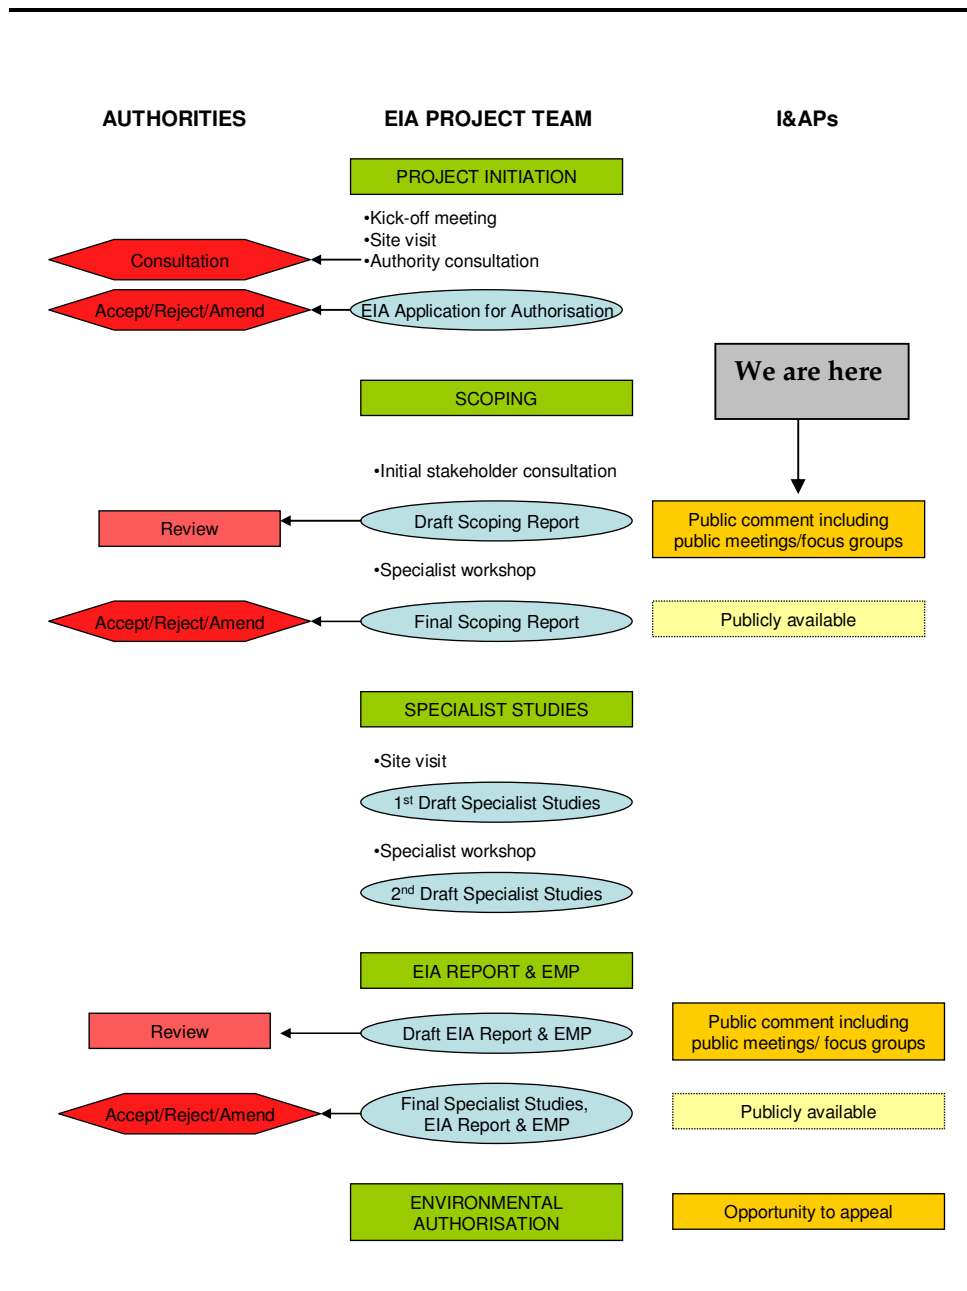 AUTHORITIES
EIA PROJECT TEAM
I&APs
PROJECT INITIATION
•Kick-off meeting
•Site visit
•Authority consultation
Consultation
Accept/Reject/Amend
EIA Application for Authorisation
We are here
SCOPING
•Initial stakeholder consultation
Review
Draft Scoping Report
Public comment including
public meetings/focus groups
•Specialist workshop
Accept/Reject/Amend
Final Scoping Report
Publicly available
SPECIALIST STUDIES
•Site visit
1st Draft Specialist Studies
•Specialist workshop
2nd Draft Specialist Studies
EIA REPORT & EMP
Review
Draft EIA Report & EMP
Public comment including
public meetings/ focus groups
Accept/Reject/Amend
Final Specialist Studies,
EIA Report & EMP
Publicly available
ENVIRONMENTAL
AUTHORISATION
Opportunity to appeal